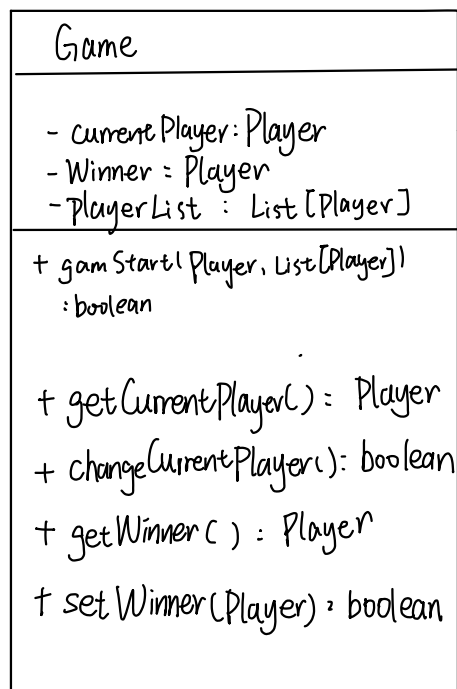 Game
- currentPlayer: Player
- Winner: Player
- PlayerList : List[Player]
+ gamStart(Player, List[Player])
: boolean
+ getCurrentPlayer(): Player
+ changeCurrentPlayer(): boolean
+ getWinner() : Player
+ setWinner(Player): boolean